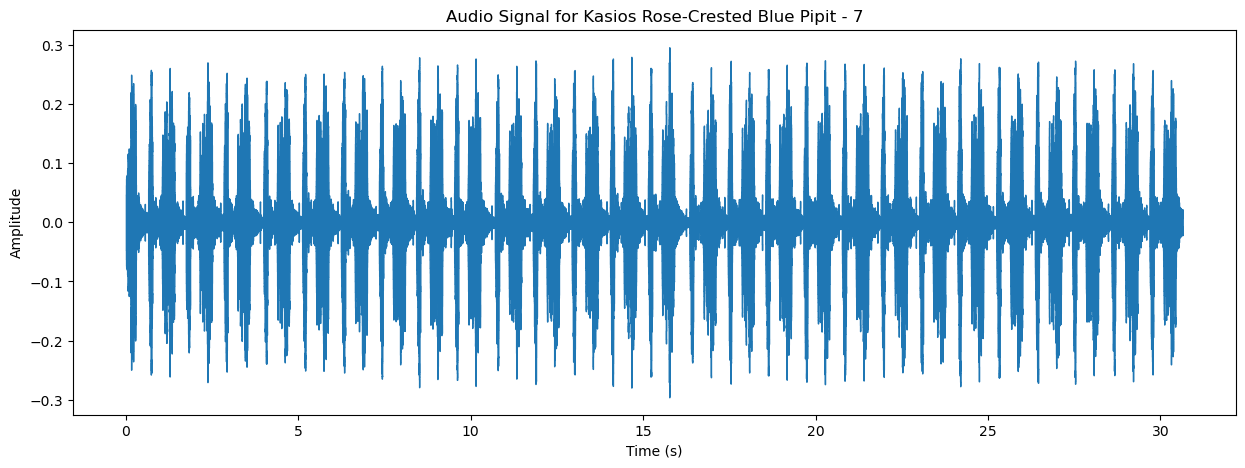 Audio Signal for Kasios Rose-Crested Blue Pipit - 7
0.3
0.2
0.1
0.0
−0.1
−0.2
−0.3
Amplitude
0 5 10 15 20 25 30
Time (s)